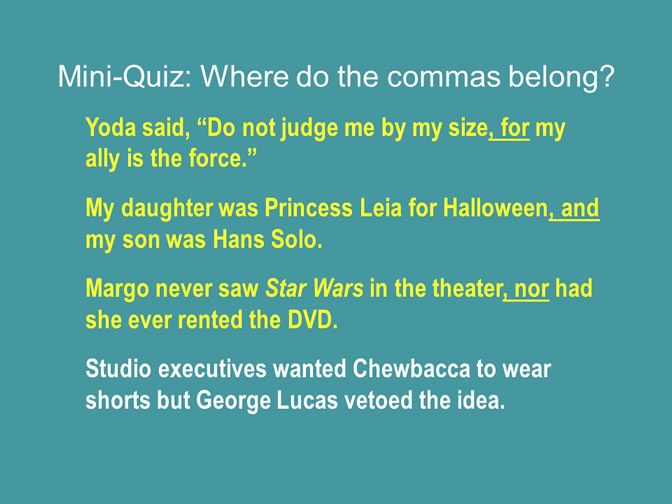 Mini-Quiz: Where do the commas belong?
Yoda said, “Do not judge me by my size, for my
ally is the force.”
My daughter was Princess Leia for Halloween, and
my son was Hans Solo.
Margo never saw Star Wars in the theater, nor had
she ever rented the DVD.
Studio executives wanted Chewbacca to wear
shorts but George Lucas vetoed the idea.